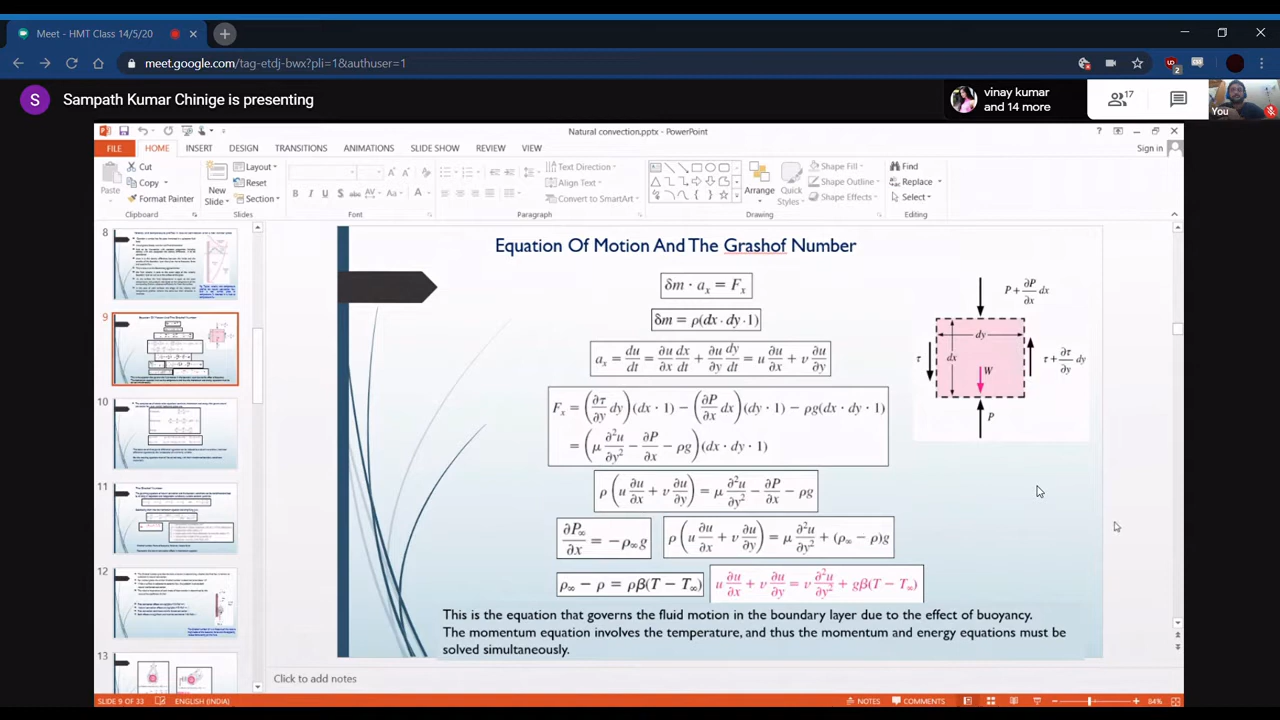 Meet - HMT Class 14/5/20
meet.google.com/tag-etdj-bwx?pli=1&authuser=1
2
S
Sampath Kumar Chinige is presenting
vinay kumar
and 14 more
17
You
Natural convection.pptx - PowerPoint
FILE HOME INSERT DESIGN TRANSITIONS ANIMATIONS SLIDE SHOW REVIEW VIEW
Sign in
Paste
Cut
Copy
Format Painter
Clipboard
New
Slide
Layout
Reset
Section
Slides
Font
Text Direction
Align Text
Convert to SmartArt
Paragraph
Arrange
Quick
Styles
Shape Fill
Shape Outline
Shape Effects
Drawing
Find
Replace
Select
Editing
8
9
10
11
12
13
Equation Of Motion And The Grashof Number
δm · aₓ = Fₓ
δm = ρ(dx · dy · 1)
aₓ = du/dt = ∂u/∂x dx/dt + ∂u/∂y dy/dt = u ∂u/∂x + v ∂u/∂y
Fₓ = (∂τ/∂y dy)(dx · 1) − (∂P/∂x dx)(dy · 1) − ρg(dx · dy · 1)
= (μ ∂²u/∂y² − ∂P/∂x − ρg)(dx · dy · 1)
(u ∂u/∂x v ∂u/∂y) = μ ∂²u/∂y² − ∂P/∂x − ρg
∂P∞/∂x = −ρ∞g
ρ(u ∂u/∂x + v ∂u/∂y) = μ ∂²u/∂y² + (ρ∞ − ρ)g
ρ∞ − ρ = ρβ(T − T∞)
u ∂u/∂x ∂u/∂y = ν ∂²u/∂y² gβ(T − T∞)
P + ∂P/∂x dx
dy
dx
τ
τ + ∂τ/∂y dy
W
P
This is the equation that governs the fluid motion in the boundary layer due to the effect of buoyancy.
The momentum equation involves the temperature, and thus the momentum and energy equations must be
solved simultaneously.
Click to add notes
SLIDE 9 OF 33 ENGLISH (INDIA) NOTES COMMENTS 84%